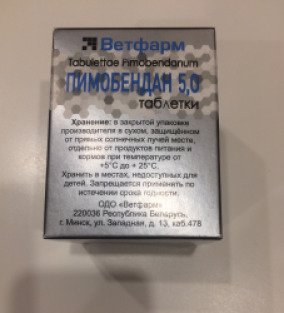 Ветфарм
Tabulettae Pimobendanum
ПИМОБЕНДАН 5,0
таблетки
Хранение: в закрытой упаковке
производителя в сухом, защищённом
от прямых солнечных лучей месте,
отдельно от продуктов питания и
кормов при температуре от
+5°С до + 25°С.
Хранить в местах, недоступных для
детей. Запрещается применять по
истечении срока годности.
ОДО «Ветфарм»
220036 Республика Беларусь,
г. Минск, ул. Западная, д. 13, каб.478